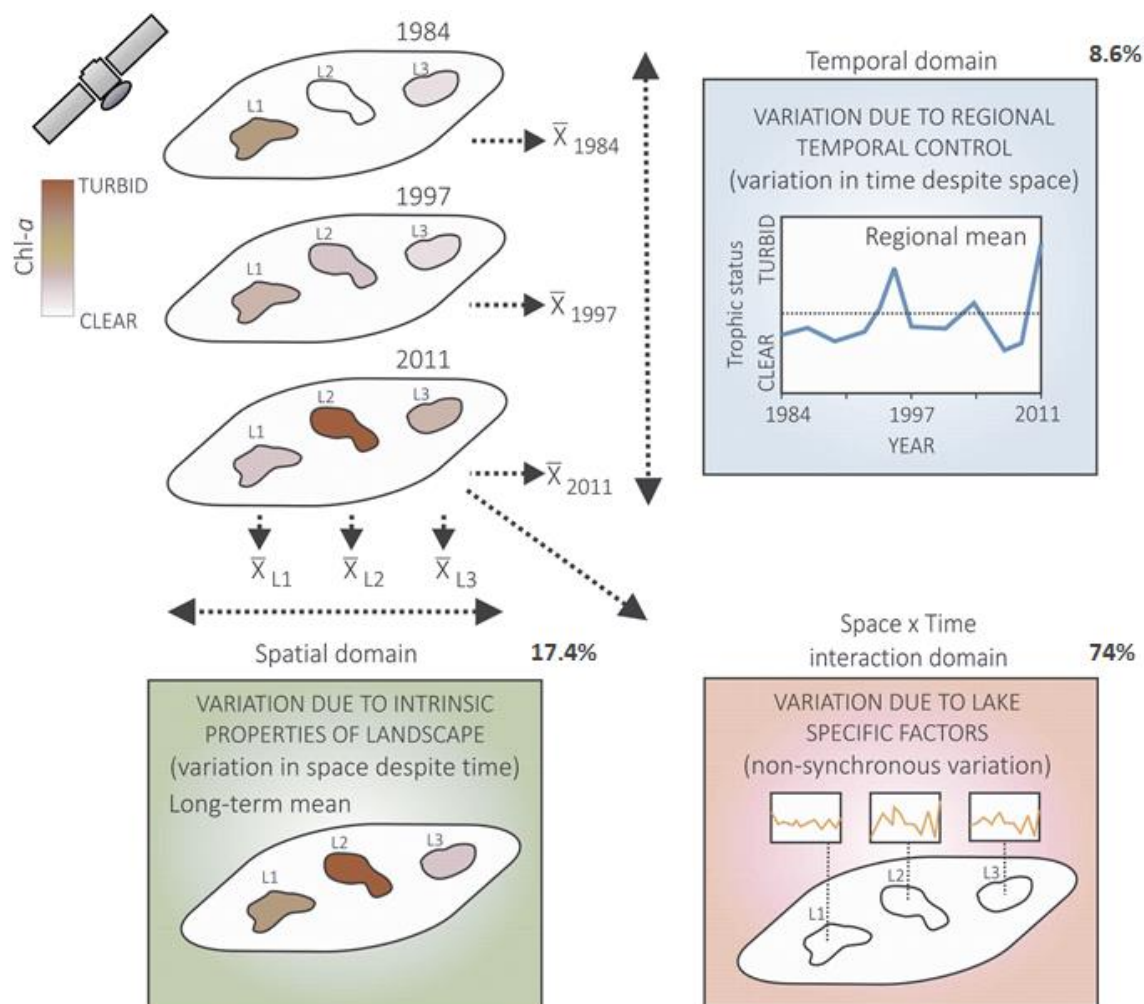 1984
L1
L2
L3
X̅ 1984
TURBID
Chl-a
CLEAR
1997
L1
L2
L3
X̅ 1997
2011
L1
L2
L3
X̅ 2011
X̅ L1
X̅ L2
X̅ L3
Temporal domain 8.6%
VARIATION DUE TO REGIONAL
TEMPORAL CONTROL
(variation in time despite space)
Regional mean
Trophic status
TURBID
CLEAR
1984 1997 2011
YEAR
Spatial domain 17.4%
VARIATION DUE TO INTRINSIC
PROPERTIES OF LANDSCAPE
(variation in space despite time)
Long-term mean
L1
L2
L3
Space x Time
interaction domain 74%
VARIATION DUE TO LAKE
SPECIFIC FACTORS
(non-synchronous variation)
L1
L2
L3